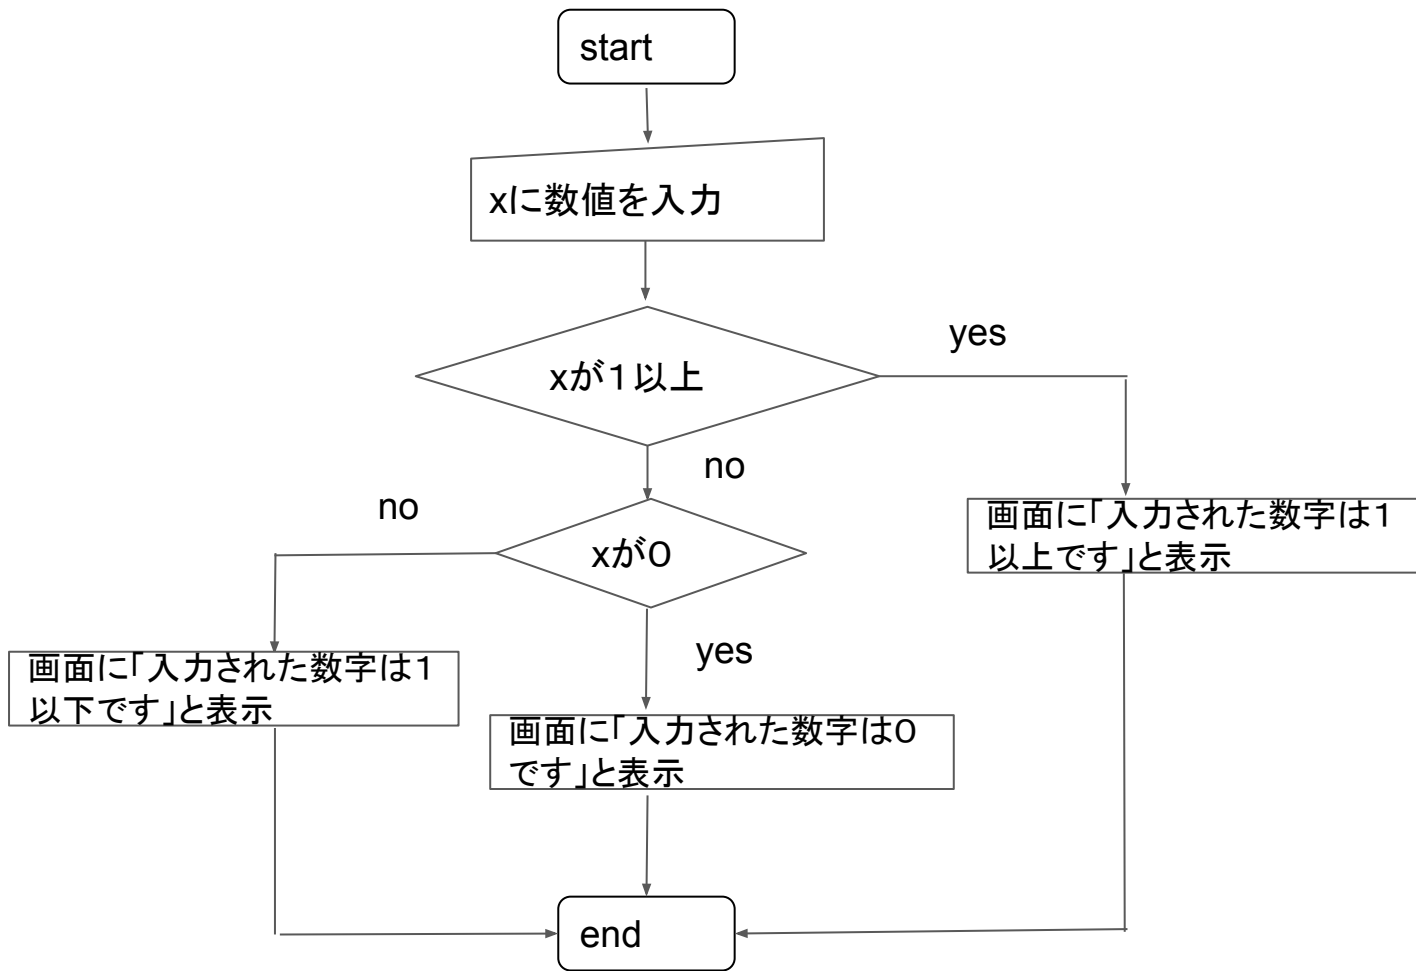 start
xに数値を入力
yes
xが１以上
no
no
画面に「入力された数字は１
以上です」と表示
xが０
yes
画面に「入力された数字は１
以下です」と表示
画面に「入力された数字は０
です」と表示
end